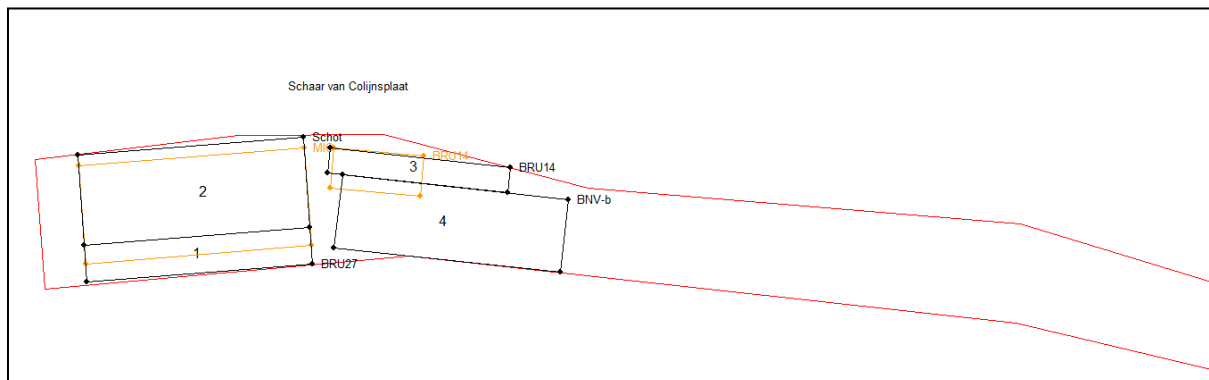 Schaar van Colijnsplaat
Schot
BRU14
3
BRU14
2
BNV-b
4
1
BRU27